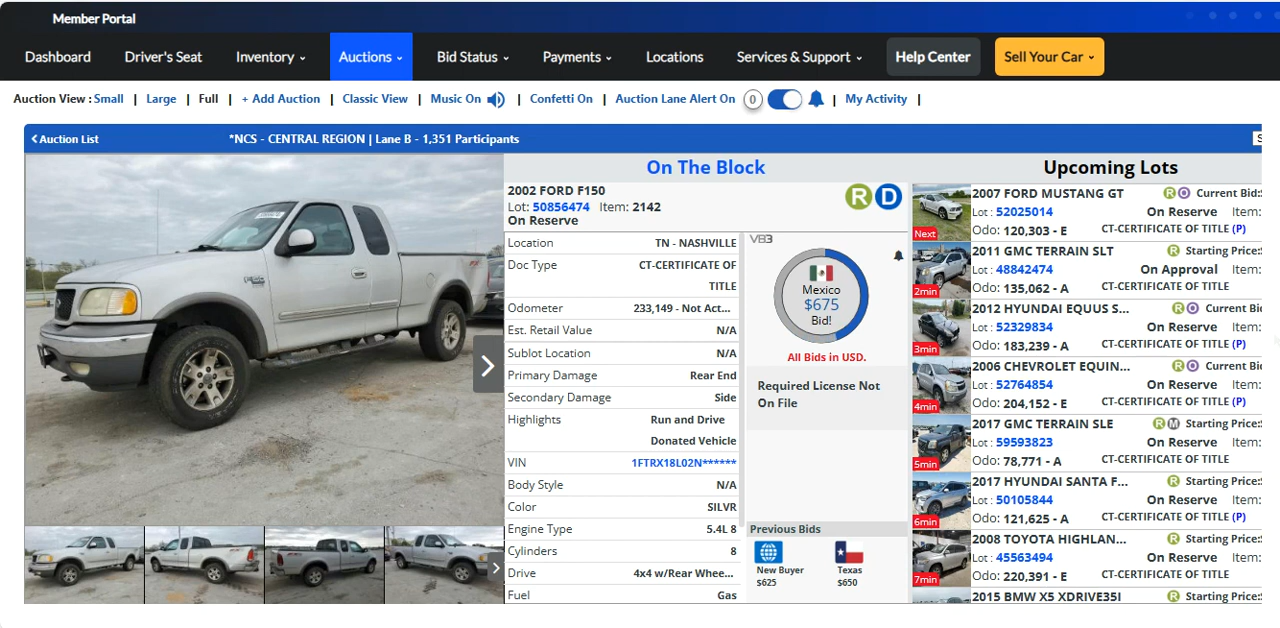 Member Portal
Dashboard Driver's Seat Inventory Auctions Bid Status Payments Locations Services & Support Help Center Sell Your Car
Auction View : Small | Large | Full | + Add Auction | Classic View | Music On | Confetti On | Auction Lane Alert On 0 | My Activity |
Auction List *NCS - CENTRAL REGION | Lane B - 1,351 Participants
On The Block
2002 FORD F150
Lot: 50856474 Item: 2142
On Reserve
R D
Location TN - NASHVILLE
Doc Type CT-CERTIFICATE OF
TITLE
Odometer 233,149 - Not Act...
Est. Retail Value N/A
Sublot Location N/A
Primary Damage Rear End
Secondary Damage Side
Highlights Run and Drive
Donated Vehicle
VIN 1FTRX18L02N******
Body Style N/A
Color SILVR
Engine Type 5.4L 8
Cylinders 8
Drive 4x4 w/Rear Whee...
Fuel Gas
VB3
Mexico
$675
Bid!
All Bids in USD.
Required License Not
On File
Previous Bids
New Buyer Texas
$625 $650
Upcoming Lots
2007 FORD MUSTANG GT R O Current Bid:
Lot : 52025014 On Reserve Item:
Next Odo: 120,303 - E CT-CERTIFICATE OF TITLE (P)
2011 GMC TERRAIN SLT R Starting Price:
Lot : 48842474 On Approval Item:
2min Odo: 135,062 - A CT-CERTIFICATE OF TITLE
2012 HYUNDAI EQUUS S... R O Current Bi
Lot : 52329834 On Reserve Item:
3min Odo: 183,239 - A CT-CERTIFICATE OF TITLE (P)
2006 CHEVROLET EQUIN... R O Current Bi
Lot : 52764854 On Reserve Item:
4min Odo: 204,152 - E CT-CERTIFICATE OF TITLE (P)
2017 GMC TERRAIN SLE R M Starting Price:
Lot : 59593823 On Reserve Item:
5min Odo: 78,771 - A CT-CERTIFICATE OF TITLE
2017 HYUNDAI SANTA F... R Starting Price:
Lot : 50105844 On Reserve Item:
6min Odo: 121,625 - A CT-CERTIFICATE OF TITLE (P)
2008 TOYOTA HIGHLAN... R Starting Price:
Lot : 45563494 On Reserve Item:
7min Odo: 220,391 - E CT-CERTIFICATE OF TITLE
2015 BMW X5 XDRIVE35I R Starting Price: